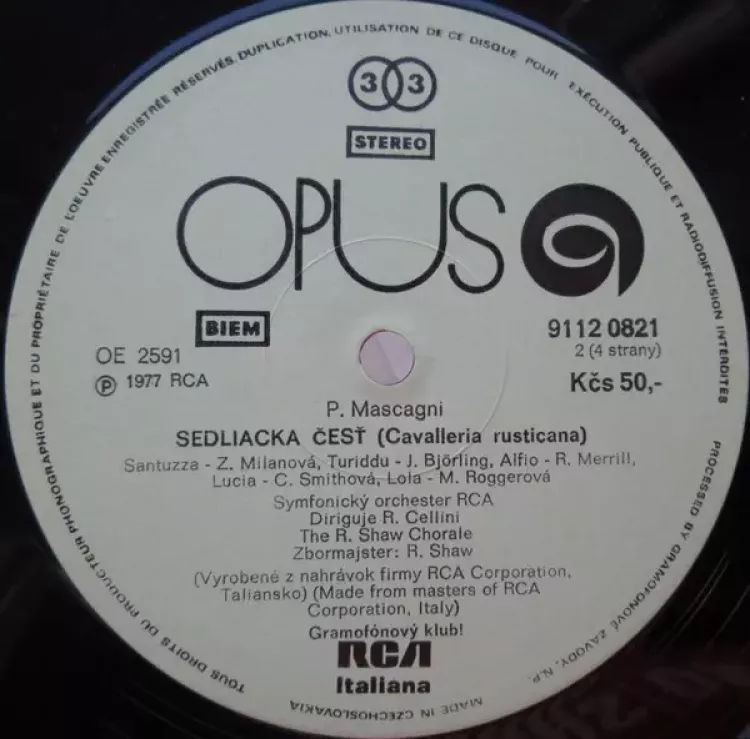 TOUS DROITS DU PRODUCTEUR PHONOGRAPHIQUE ET DU PROPRIÉTAIRE DE L'OEUVRE ENREGISTRÉE RÉSERVÉS. DUPLICATION, UTILISATION DE CE DISQUE POUR EXÉCUTION PUBLIQUE ET RADIODIFFUSION INTERDITES
PROCESSED BY GRAMOFONOVÉ ZÁVODY, N.P.
MADE IN CZECHOSLOVAKIA
33
STEREO
OPUS
BIEM
OE 2591
Ⓟ 1977 RCA
9112 0821
2 (4 strany)
Kčs 50,-
P. Mascagni
SEDLIACKA ČESŤ (Cavalleria rusticana)
Santuzza - Z. Milanová, Turiddu - J. Björling, Alfio - R. Merrill,
Lucia - C. Smithová, Lola - M. Roggerová
Symfonický orchester RCA
Diriguje R. Cellini
The R. Shaw Chorale
Zbormajster: R. Shaw
(Vyrobené z nahrávok firmy RCA Corporation,
Taliansko) (Made from masters of RCA
Corporation, Italy)
Gramofónový klub!
RCA
Italiana